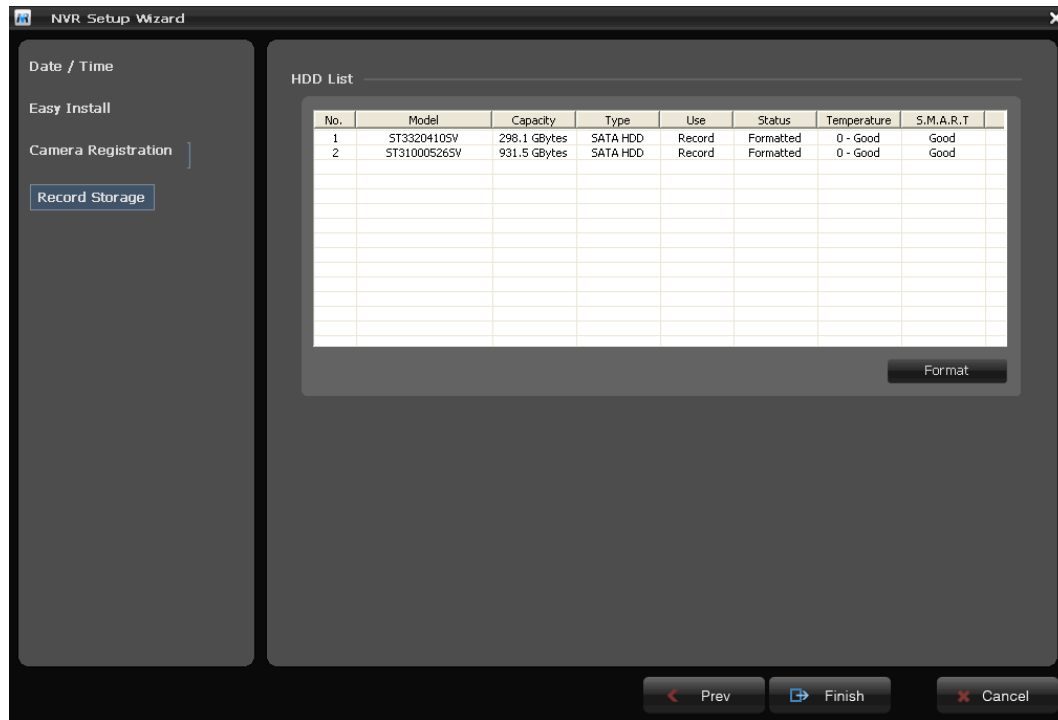 NVR Setup Wizard
Date / Time
Easy Install
Camera Registration
Record Storage
HDD List
No. Model Capacity Type Use Status Temperature S.M.A.R.T
1 ST3320410SV 298.1 GBytes SATA HDD Record Formatted 0 - Good Good
2 ST31000526SV 931.5 GBytes SATA HDD Record Formatted 0 - Good Good
Format
Prev Finish Cancel